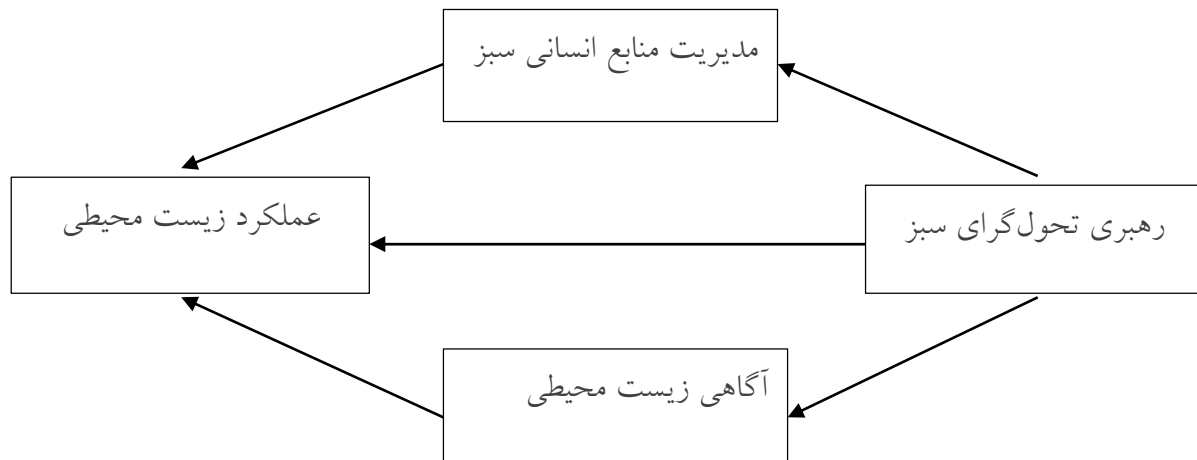 مدیریت منابع انسانی سبز
رهبری تحول‌گرای سبز
عملکرد زیست محیطی
آگاهی زیست محیطی